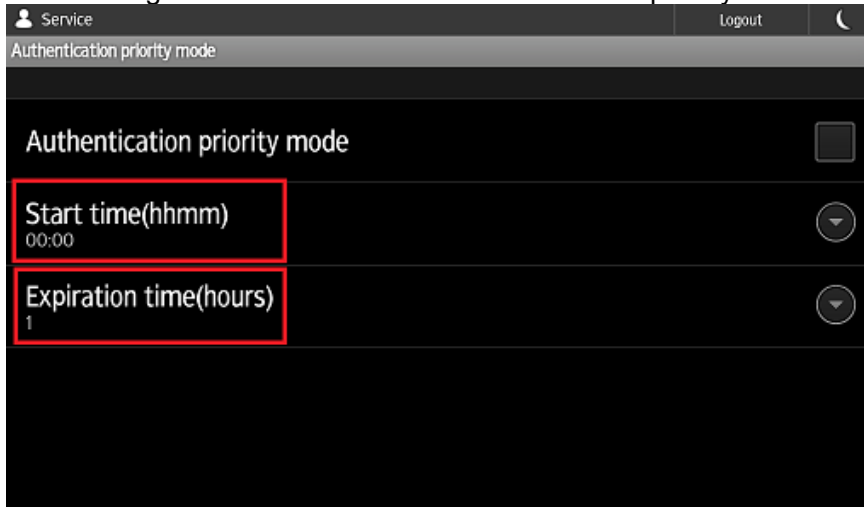 Service Logout
Authentication priority mode
Authentication priority mode
Start time(hhmm)
00:00
Expiration time(hours)
1